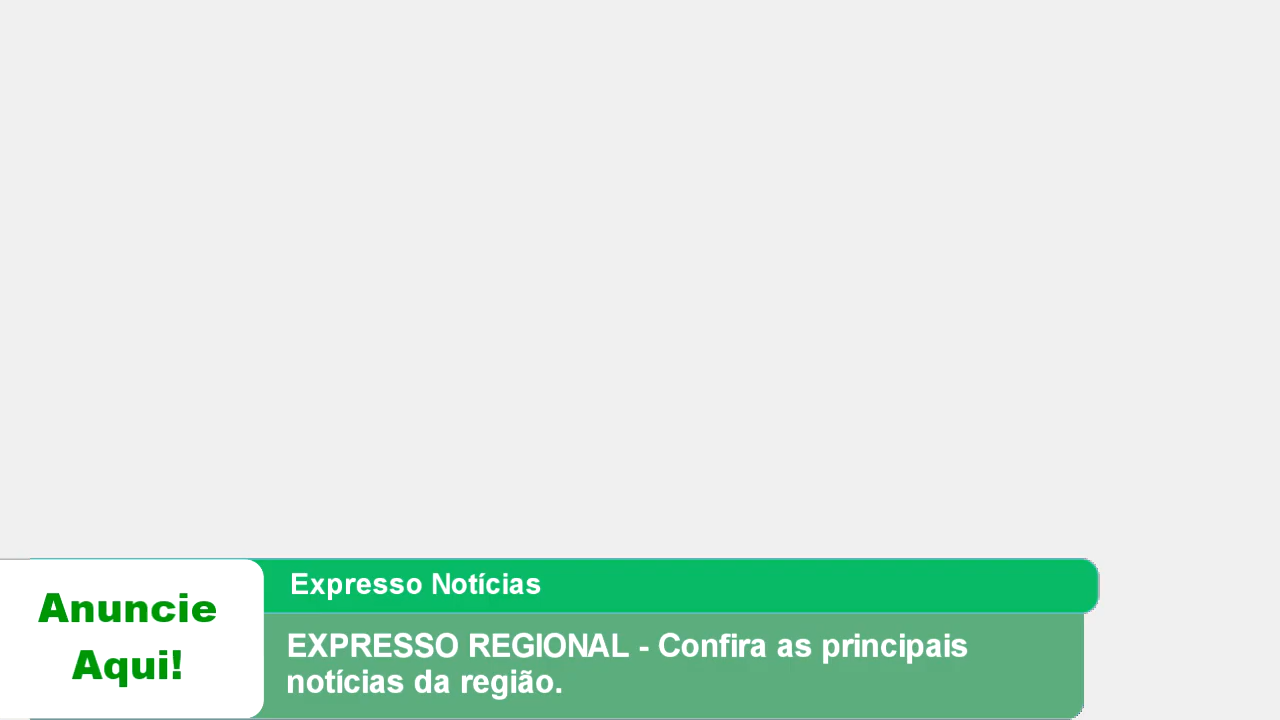 Anuncie
Aqui!
Expresso Notícias
EXPRESSO REGIONAL - Confira as principais
notícias da região.